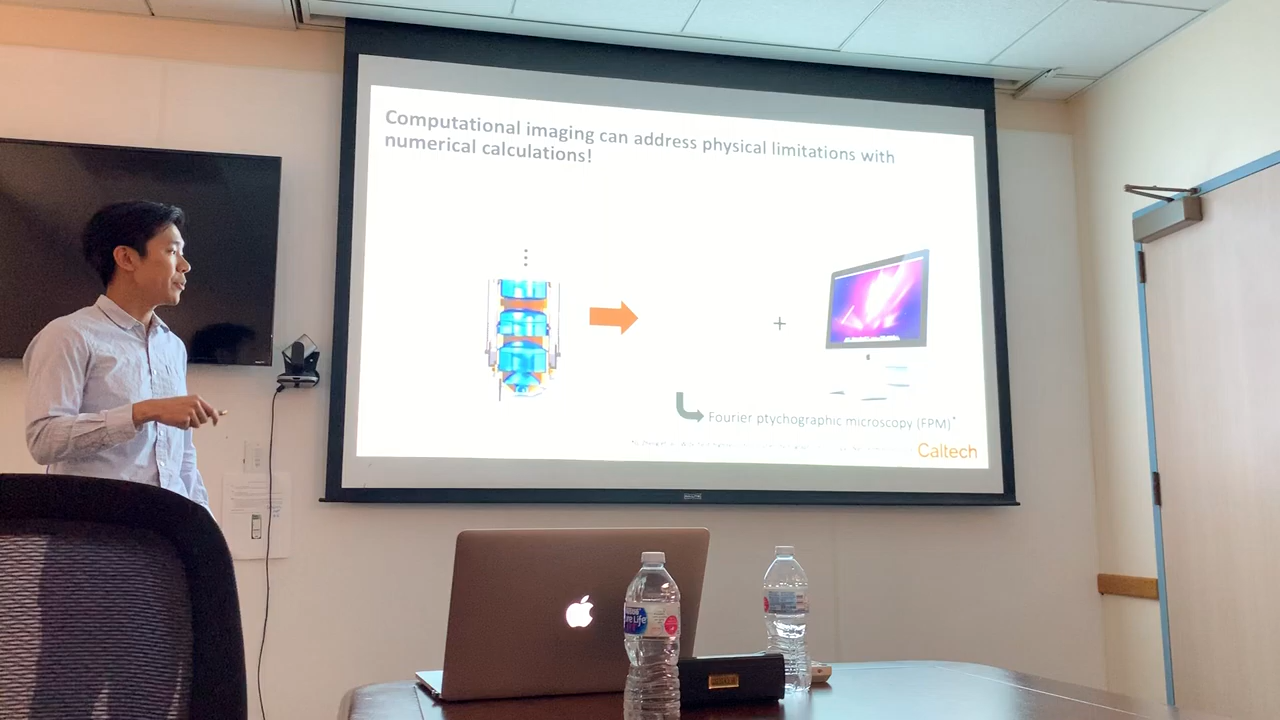 Computational imaging can address physical limitations with
numerical calculations!
+
Fourier ptychographic microscopy (FPM)*
Caltech
Pure Life